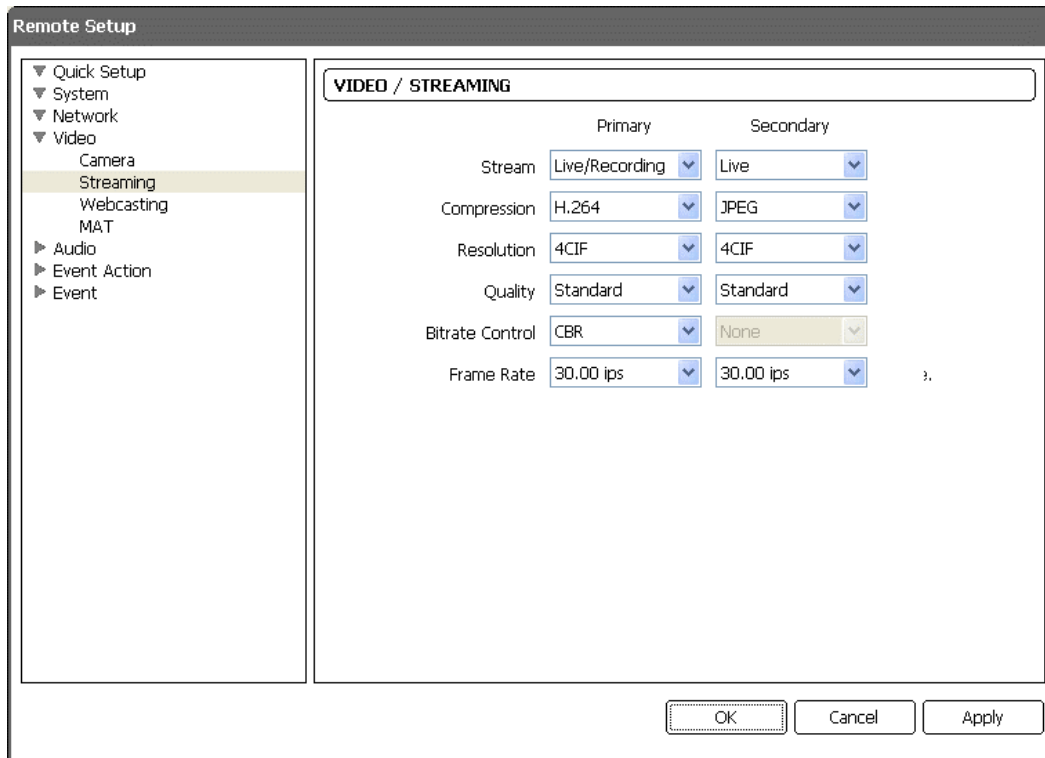 Remote Setup
Quick Setup
System
Network
Video
Camera
Streaming
Webcasting
MAT
Audio
Event Action
Event
VIDEO / STREAMING
Primary Secondary
Stream Live/Recording Live
Compression H.264 JPEG
Resolution 4CIF 4CIF
Quality Standard Standard
Bitrate Control CBR None
Frame Rate 30.00 ips 30.00 ips
OK Cancel Apply